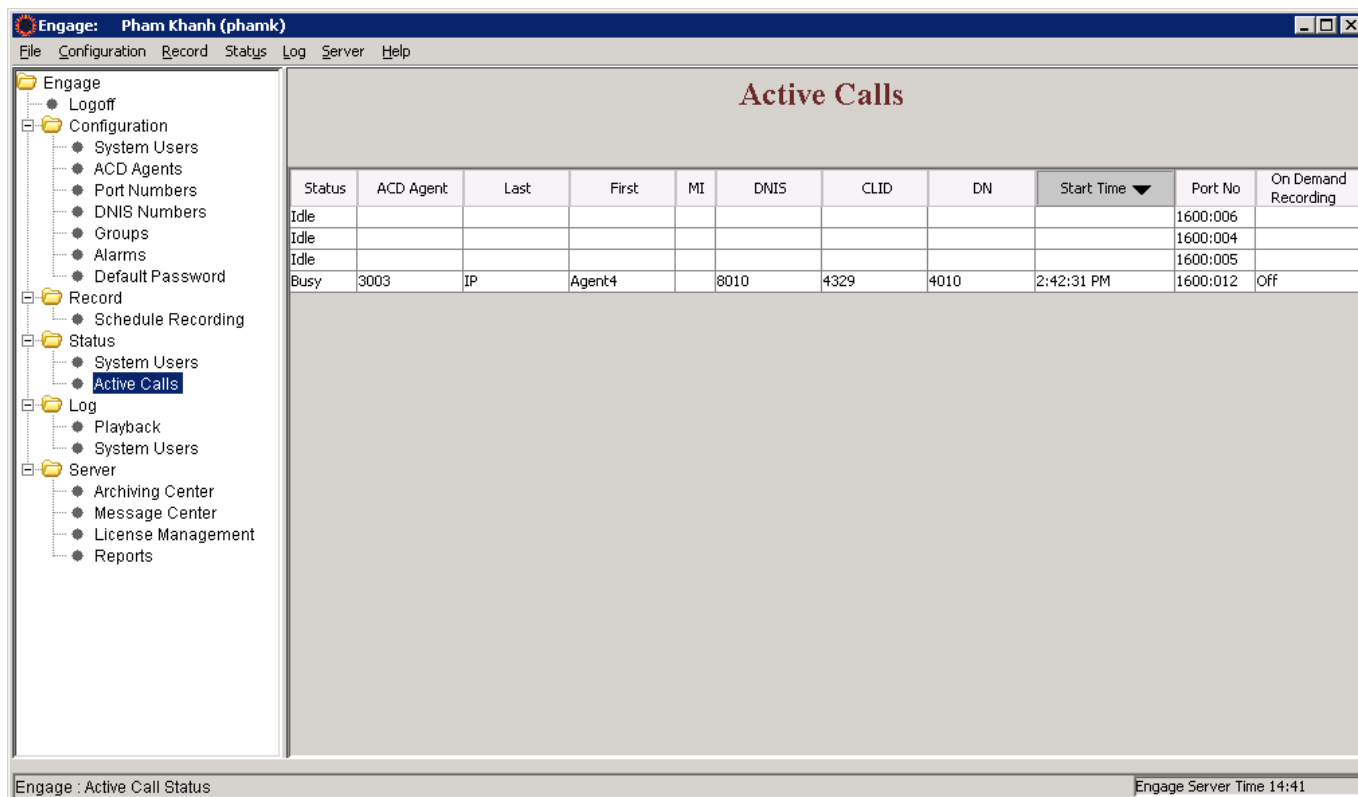 Engage: Pham Khanh (phamk)
File Configuration Record Status Log Server Help
Engage
Logoff
Configuration
System Users
ACD Agents
Port Numbers
DNIS Numbers
Groups
Alarms
Default Password
Record
Schedule Recording
Status
System Users
Active Calls
Log
Playback
System Users
Server
Archiving Center
Message Center
License Management
Reports
Active Calls
Status ACD Agent Last First MI DNIS CLID DN Start Time Port No On Demand Recording
Idle 1600:006
Idle 1600:004
Idle 1600:005
Busy 3003 IP Agent4 8010 4329 4010 2:42:31 PM 1600:012 Off
Engage : Active Call Status
Engage Server Time 14:41